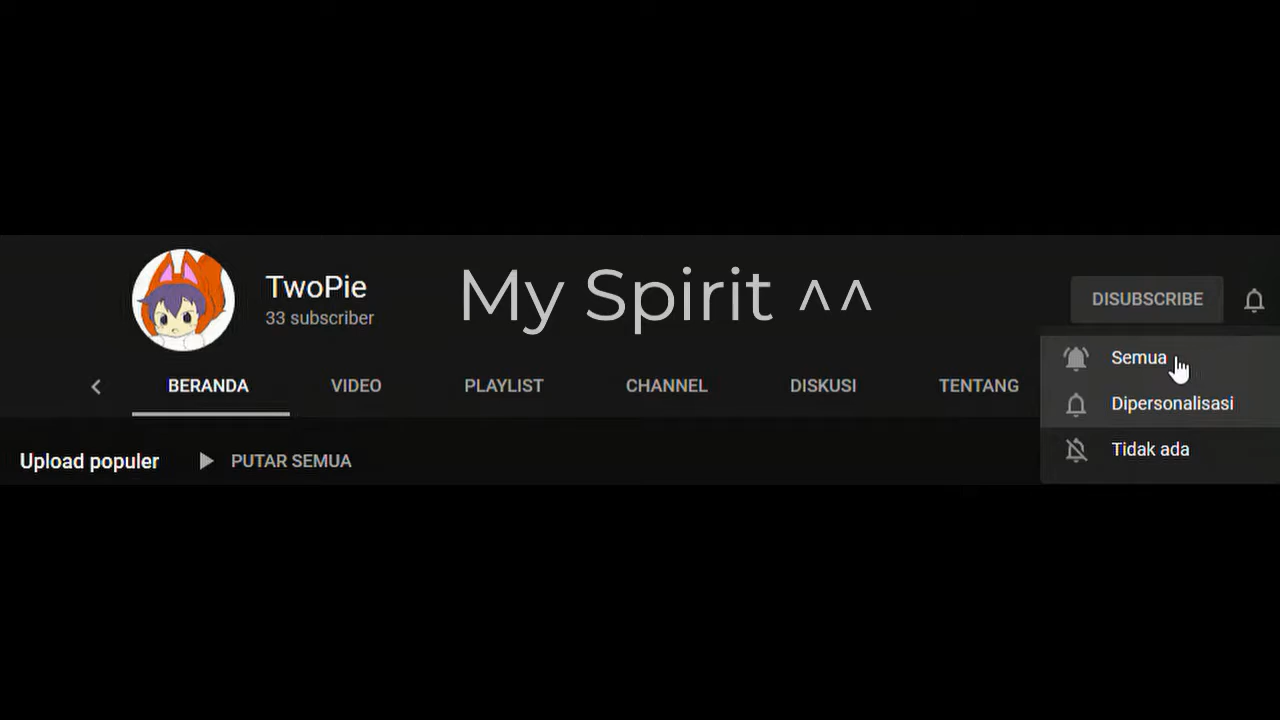 TwoPie
33 subscriber
My Spirit ^^
DISUBSCRIBE
Semua
Dipersonalisasi
Tidak ada
BERANDA VIDEO PLAYLIST CHANNEL DISKUSI TENTANG
Upload populer PUTAR SEMUA